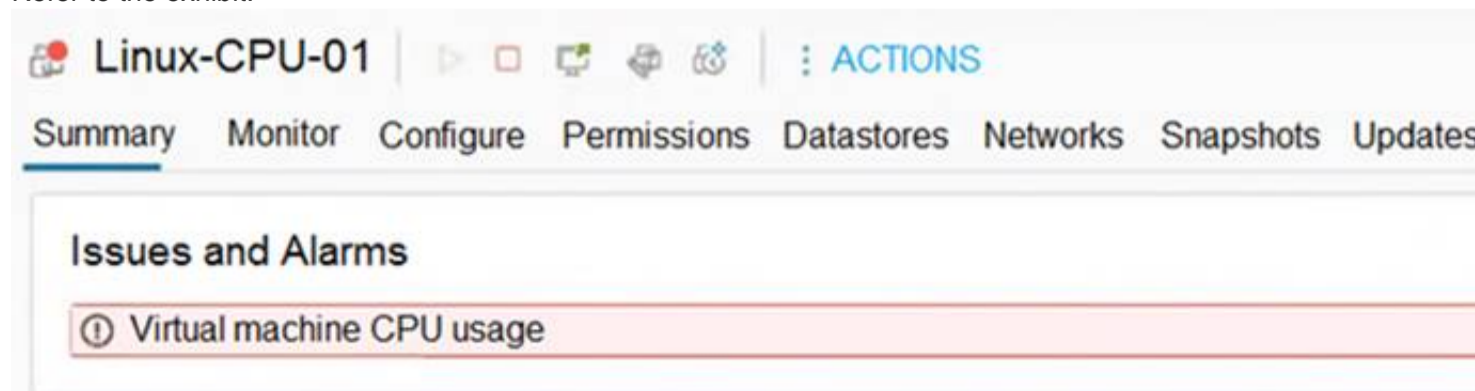 Linux-CPU-01 ACTIONS
Summary Monitor Configure Permissions Datastores Networks Snapshots Updates
Issues and Alarms
Virtual machine CPU usage